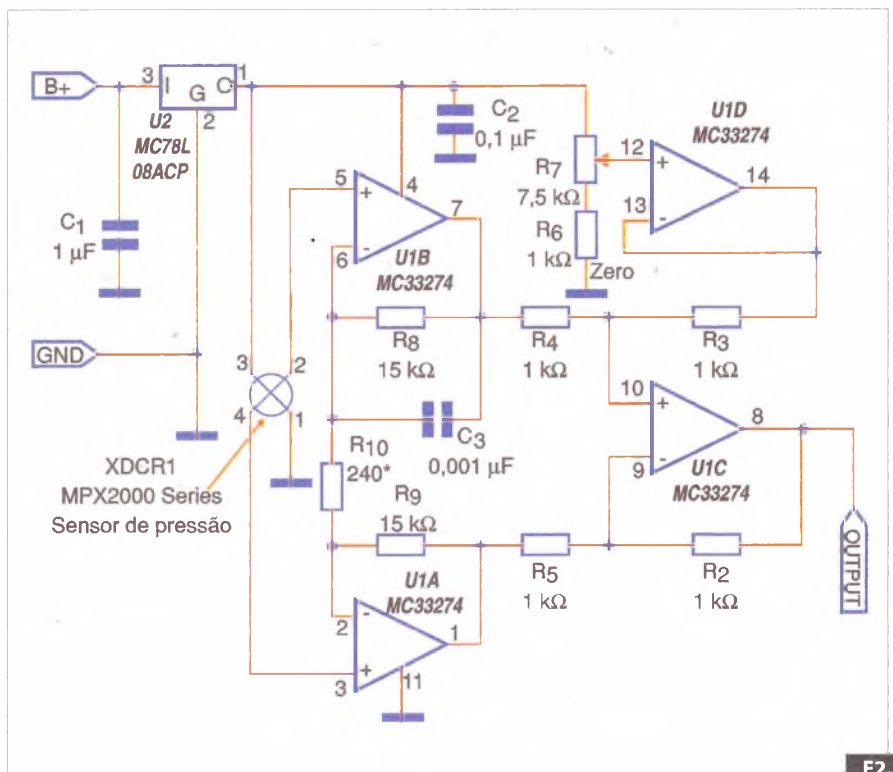 B+
3
I
G
C
1
2
U2
MC78L
08ACP
C1
1 µF
GND
C2
0,1 µF
4
5
+
-
6
7
U1B
MC33274
R7
7,5 kΩ
R6
1 kΩ
Zero
U1D
MC33274
12
+
13
-
14
R8
15 kΩ
R4
1 kΩ
R3
1 kΩ
3
2
4
1
C3
0,001 µF
10
+
9
-
8
U1C
MC33274
XDCR1
MPX2000 Series
Sensor de pressão
R10
240*
R9
15 kΩ
U1A
MC33274
R5
1 kΩ
R2
1 kΩ
OUTPUT
2
-
3
+
1
11
F2